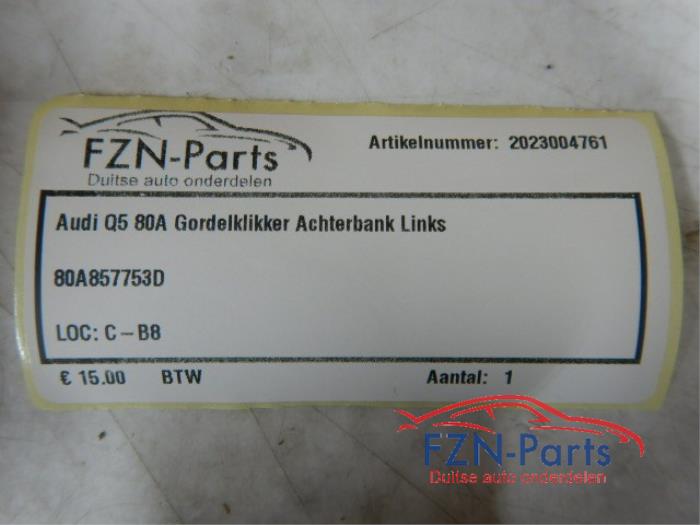 FZN-Parts
Duitse auto onderdelen
Artikelnummer: 2023004761
Audi Q5 80A Gordelklikker Achterbank Links
80A857753D
LOC: C-B8
€ 15.00 BTW Aantal: 1
FZN-Parts
Duitse auto onderdelen